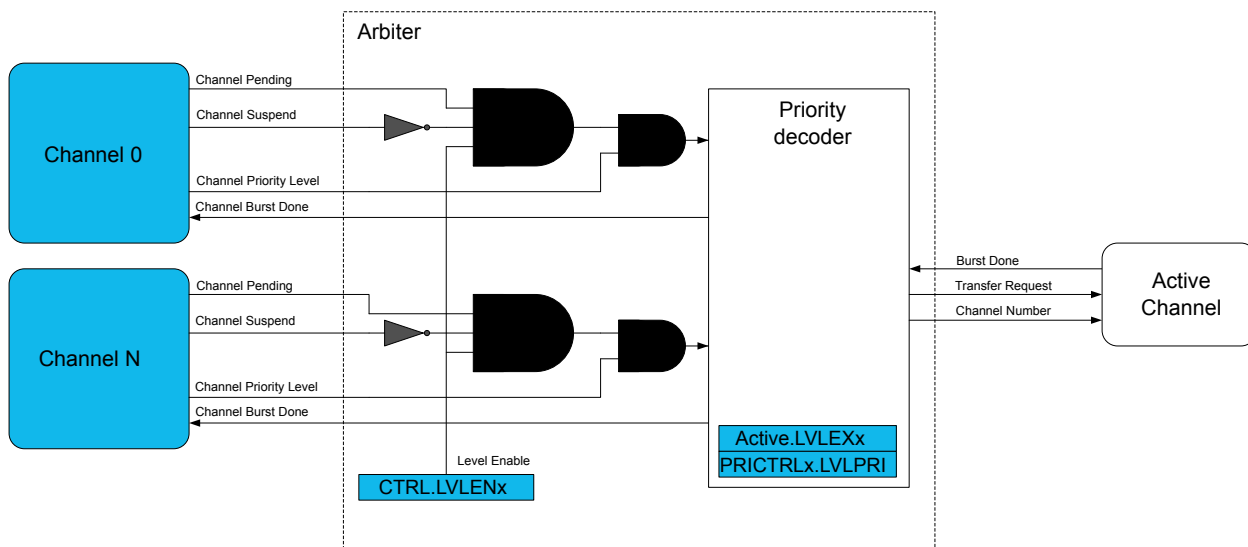 Arbiter
Channel Pending
Channel Suspend
Channel 0
Channel Priority Level
Channel Burst Done
Priority
decoder
Burst Done
Transfer Request
Channel Number
Active
Channel
Channel Pending
Channel Suspend
Channel N
Channel Priority Level
Channel Burst Done
Level Enable
CTRL.LVLENx
Active.LVLEXx
PRICTRLx.LVLPRI